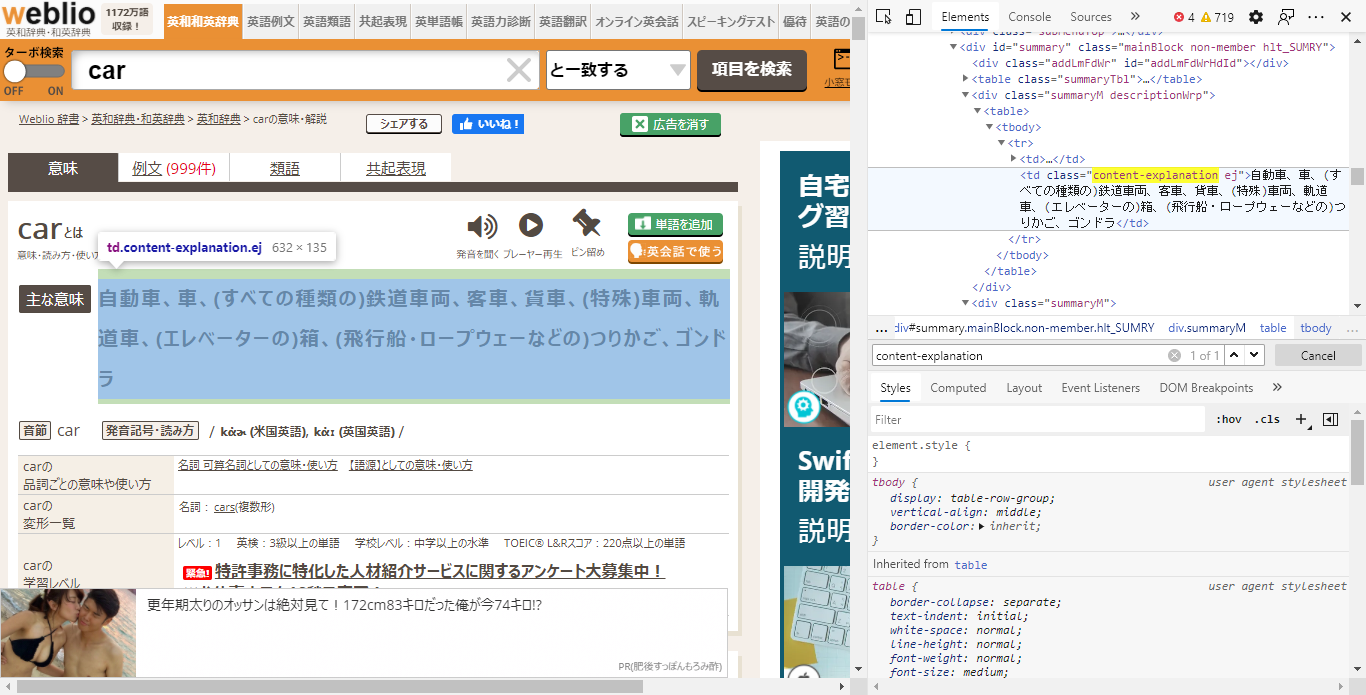 weblio
英和辞典・和英辞典
1172万語
収録！
英和和英辞典
英語例文
英語類語
共起表現
英単語帳
英語力診断
英語翻訳
オンライン英会話
スピーキングテスト
優待
英語の
ターボ検索
OFF ON
car
と一致する
項目を検索
小窓モ
Weblio 辞書 > 英和辞典・和英辞典 > 英和辞典 > carの意味・解説
シェアする
いいね！
広告を消す
意味
例文 (999件)
類語
共起表現
carとは
意味・読み方・使い方
td.content-explanation.ej 632 × 135
発音を聞く
プレーヤー再生
ピン留め
単語を追加
英会話で使う
主な意味
自動車、車、(すべての種類の)鉄道車両、客車、貨車、(特殊)車両、軌
道車、(エレベーターの)箱、(飛行船・ロープウェーなどの)つりかご、ゴンド
ラ
音節 car 発音記号・読み方 / kάɚ (米国英語), kάɪ (英国英語) /
carの
品詞ごとの意味や使い方
名詞 可算名詞としての意味・使い方 【語源】としての意味・使い方
carの
変形一覧
名詞： cars(複数形)
carの
学習レベル
レベル：1 英検：3級以上の単語 学校レベル：中学以上の水準 TOEIC® L&Rスコア：220点以上の単語
緊急! 特許事務に特化した人材紹介サービスに関するアンケート大募集中！
更年期太りのオッサンは絶対見て！172cm83キロだった俺が今74キロ!?
PR(肥後すっぽんもろみ酢)
自宅
グ習
説明
Swif
開発
説明
Elements Console Sources » 4 719
<div id="summary" class="mainBlock non-member hlt_SUMRY">
<div class="addLmFdWr" id="addLmFdWrHdId"></div>
<table class="summaryTbl">…</table>
<div class="summaryM descriptionWrp">
<table>
<tbody>
<tr>
<td>…</td>
<td class="content-explanation ej">自動車、車、(す
べての種類の)鉄道車両、客車、貨車、(特殊)車両、軌道
車、(エレベーターの)箱、(飛行船・ロープウェーなどの)つ
りかご、ゴンドラ</td>
</tr>
</tbody>
</table>
</div>
<div class="summaryM">
... div#summary.mainBlock.non-member.hlt_SUMRY div.summaryM table tbody ...
content-explanation 1 of 1 Cancel
Styles Computed Layout Event Listeners DOM Breakpoints »
Filter :hov .cls +
element.style {
}
tbody { user agent stylesheet
display: table-row-group;
vertical-align: middle;
border-color: inherit;
}
Inherited from table
table { user agent stylesheet
border-collapse: separate;
text-indent: initial;
white-space: normal;
line-height: normal;
font-weight: normal;
font-size: medium;